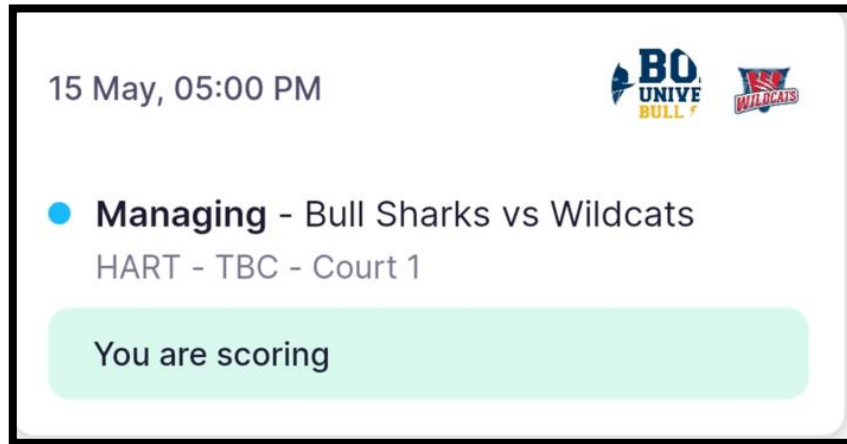 15 May, 05:00 PM
BO
UNIVE
BULL
WILDCATS
Managing - Bull Sharks vs Wildcats
HART - TBC - Court 1
You are scoring